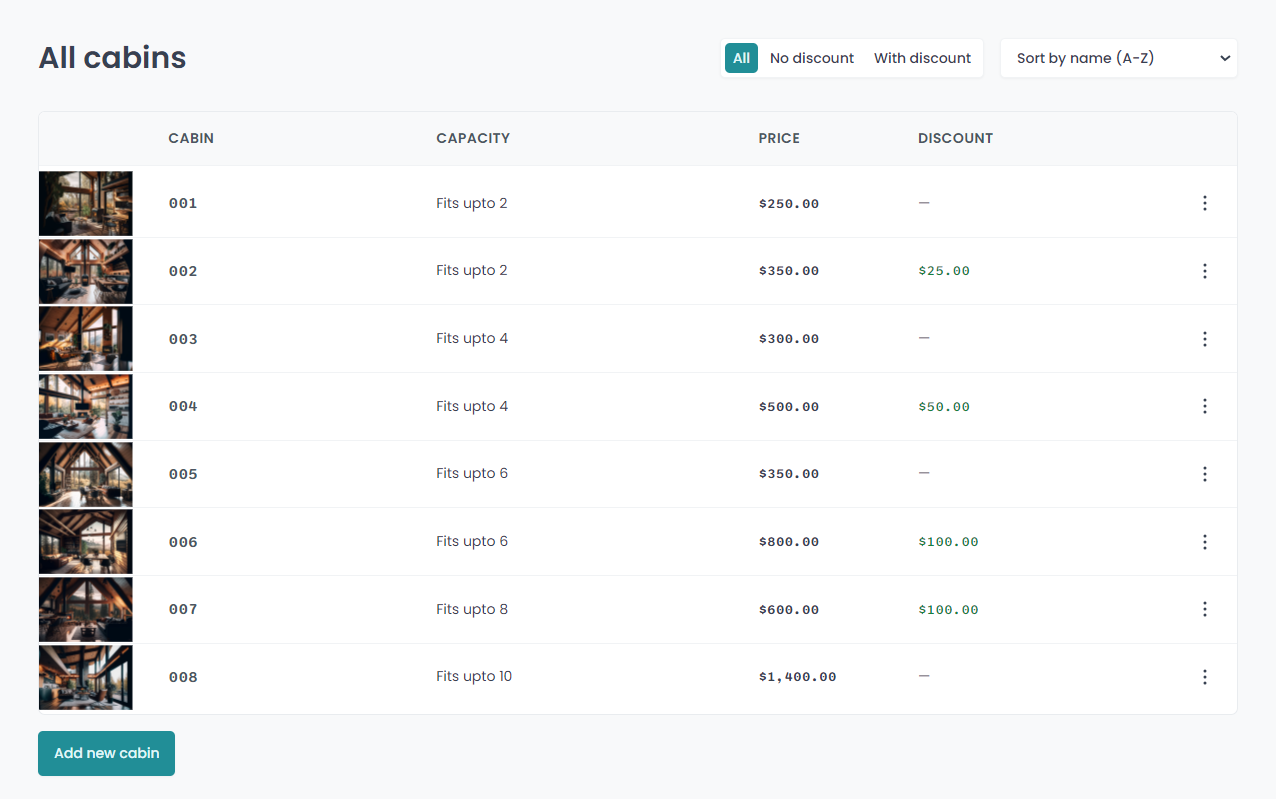 All cabins
All No discount With discount Sort by name (A-Z)
CABIN CAPACITY PRICE DISCOUNT
001 Fits upto 2 $250.00 —
002 Fits upto 2 $350.00 $25.00
003 Fits upto 4 $300.00 —
004 Fits upto 4 $500.00 $50.00
005 Fits upto 6 $350.00 —
006 Fits upto 6 $800.00 $100.00
007 Fits upto 8 $600.00 $100.00
008 Fits upto 10 $1,400.00 —
Add new cabin